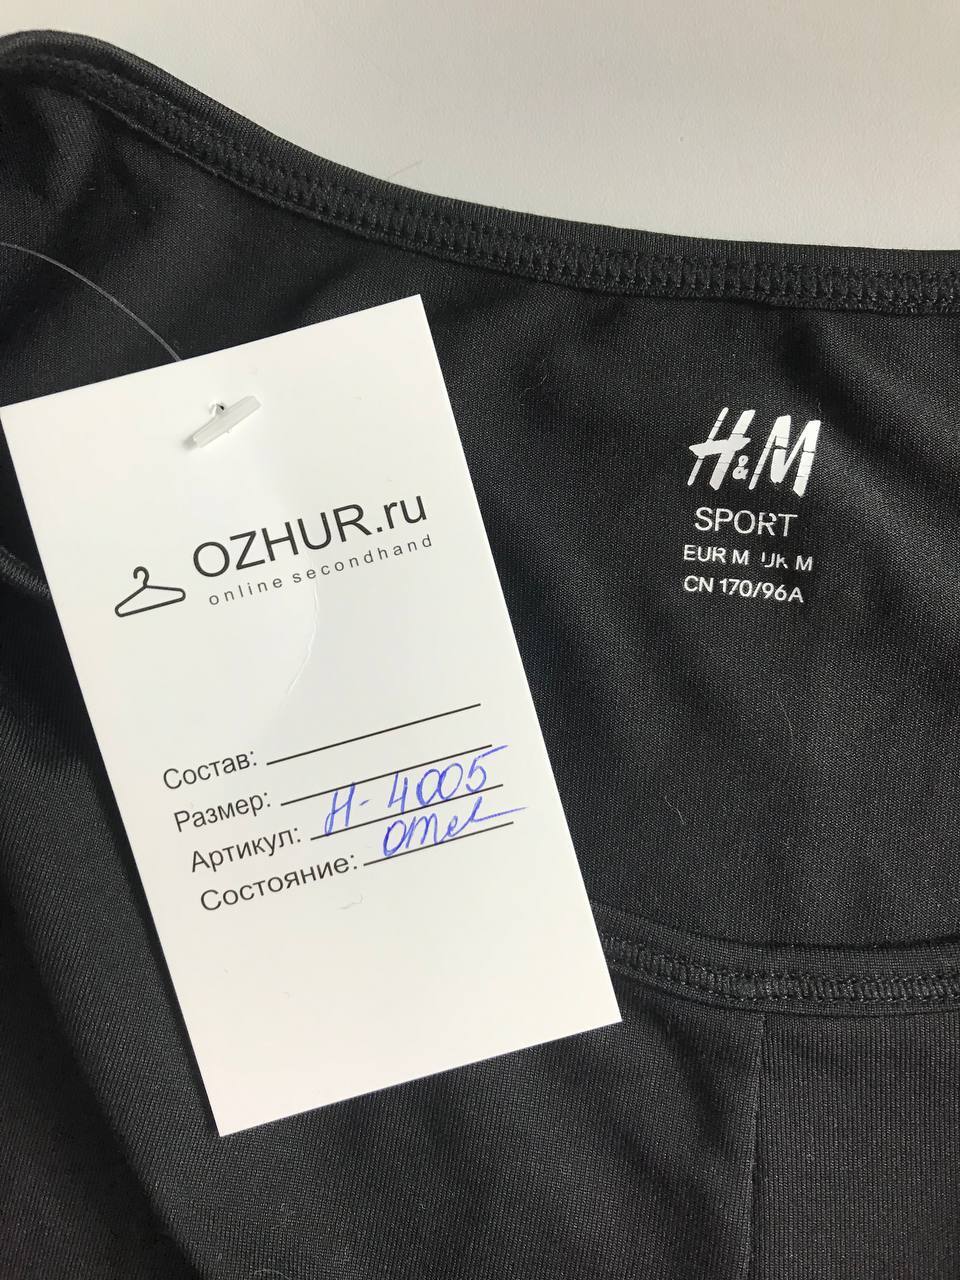 OZHUR.ru
online secondhand
Состав:
Размер:
Артикул: H-4005
Состояние: отл
H&M
SPORT
EUR M UK M
CN 170/96A